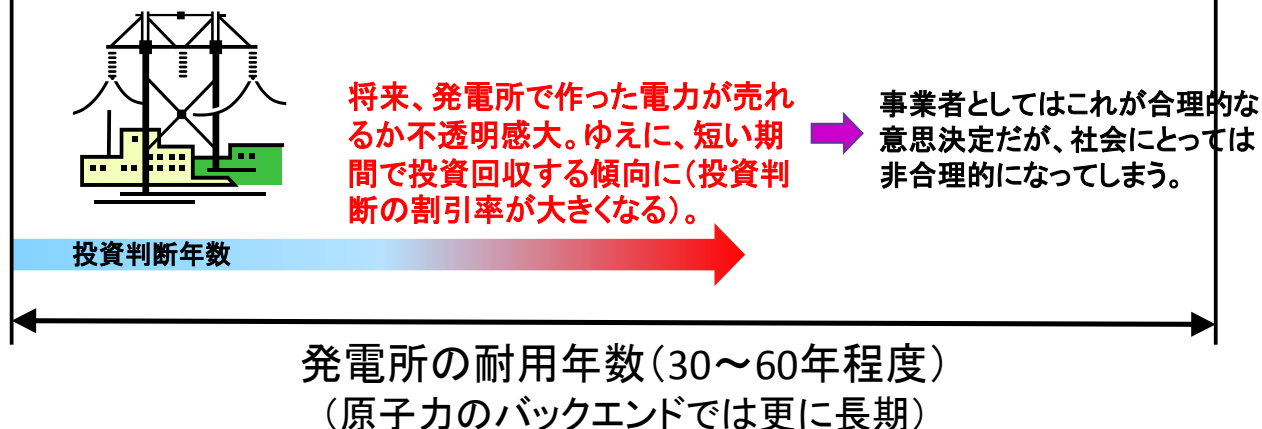 将来、発電所で作った電力が売れ
るか不透明感大。ゆえに、短い期
間で投資回収する傾向に（投資判
断の割引率が大きくなる）。
事業者としてはこれが合理的な
意思決定だが、社会にとっては
非合理的になってしまう。
投資判断年数
発電所の耐用年数（30～60年程度）
（原子力のバックエンドでは更に長期）